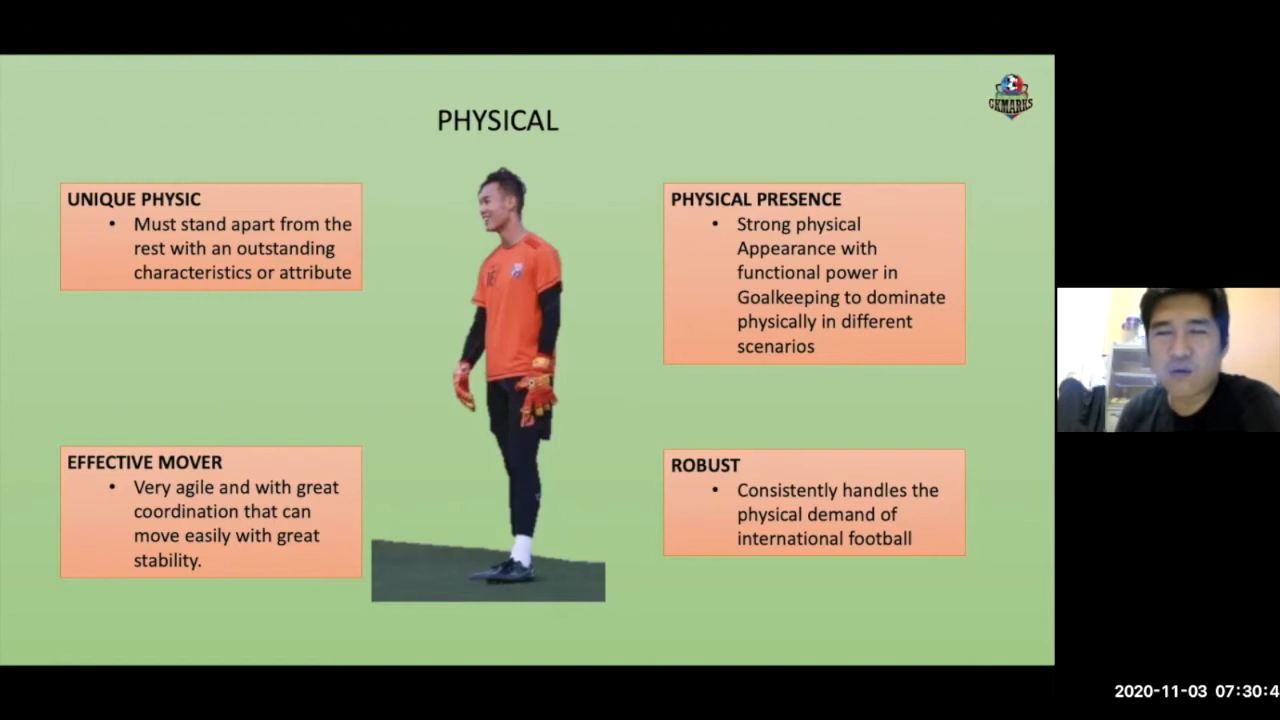 GKMARKS
PHYSICAL
UNIQUE PHYSIC
• Must stand apart from the
rest with an outstanding
characteristics or attribute
PHYSICAL PRESENCE
• Strong physical
Appearance with
functional power in
Goalkeeping to dominate
physically in different
scenarios
EFFECTIVE MOVER
• Very agile and with great
coordination that can
move easily with great
stability.
ROBUST
• Consistently handles the
physical demand of
international football
2020-11-03 07:30:4